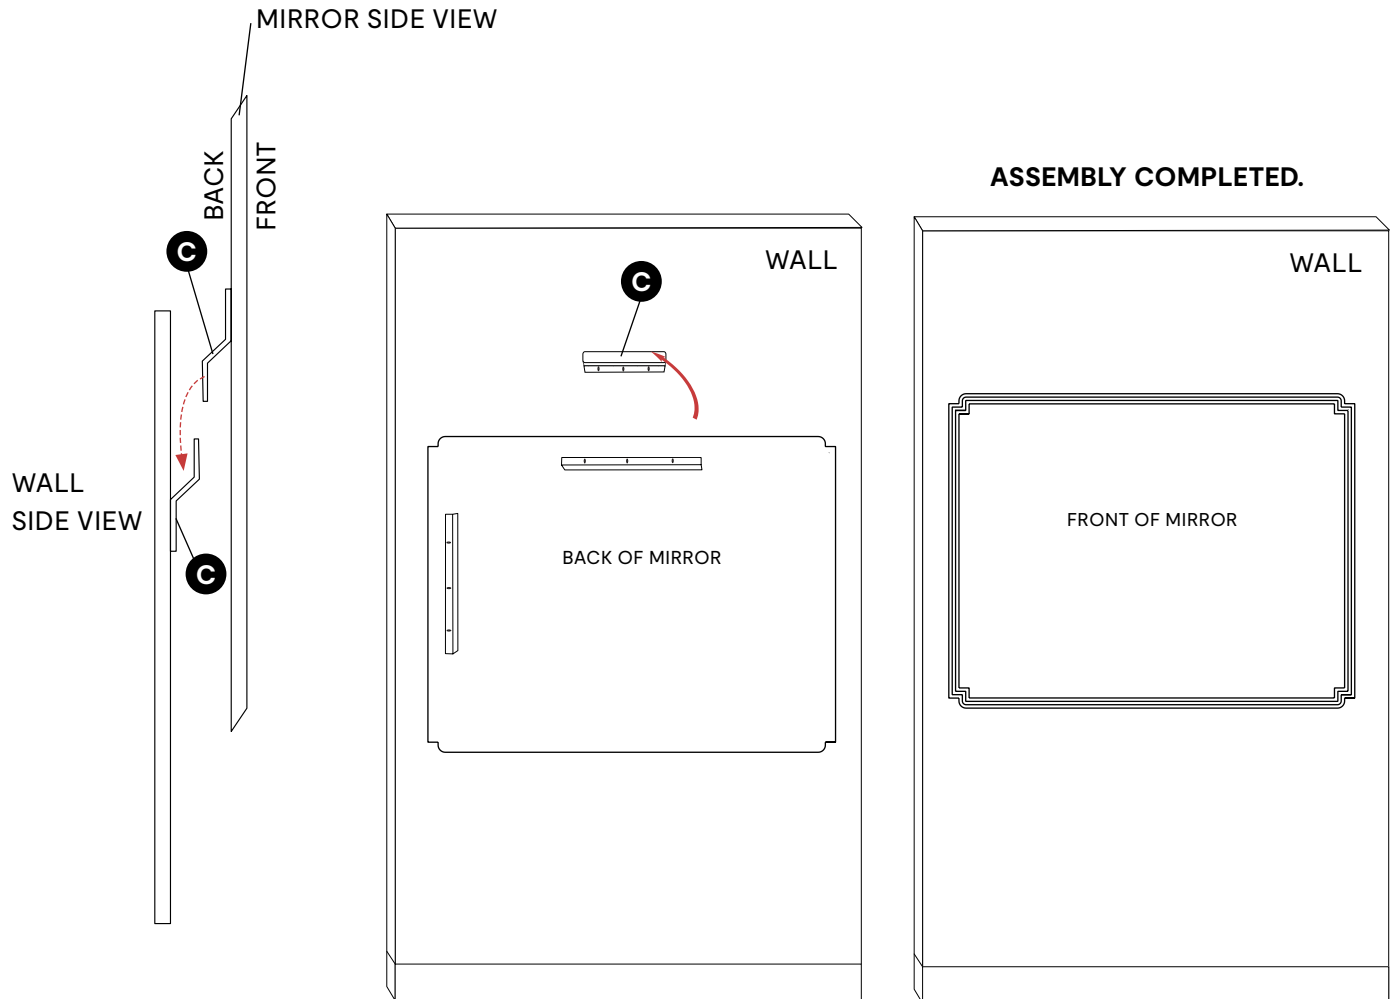 MIRROR SIDE VIEW
BACK
FRONT
C
WALL
SIDE VIEW
C
WALL
C
BACK OF MIRROR
ASSEMBLY COMPLETED.
WALL
FRONT OF MIRROR